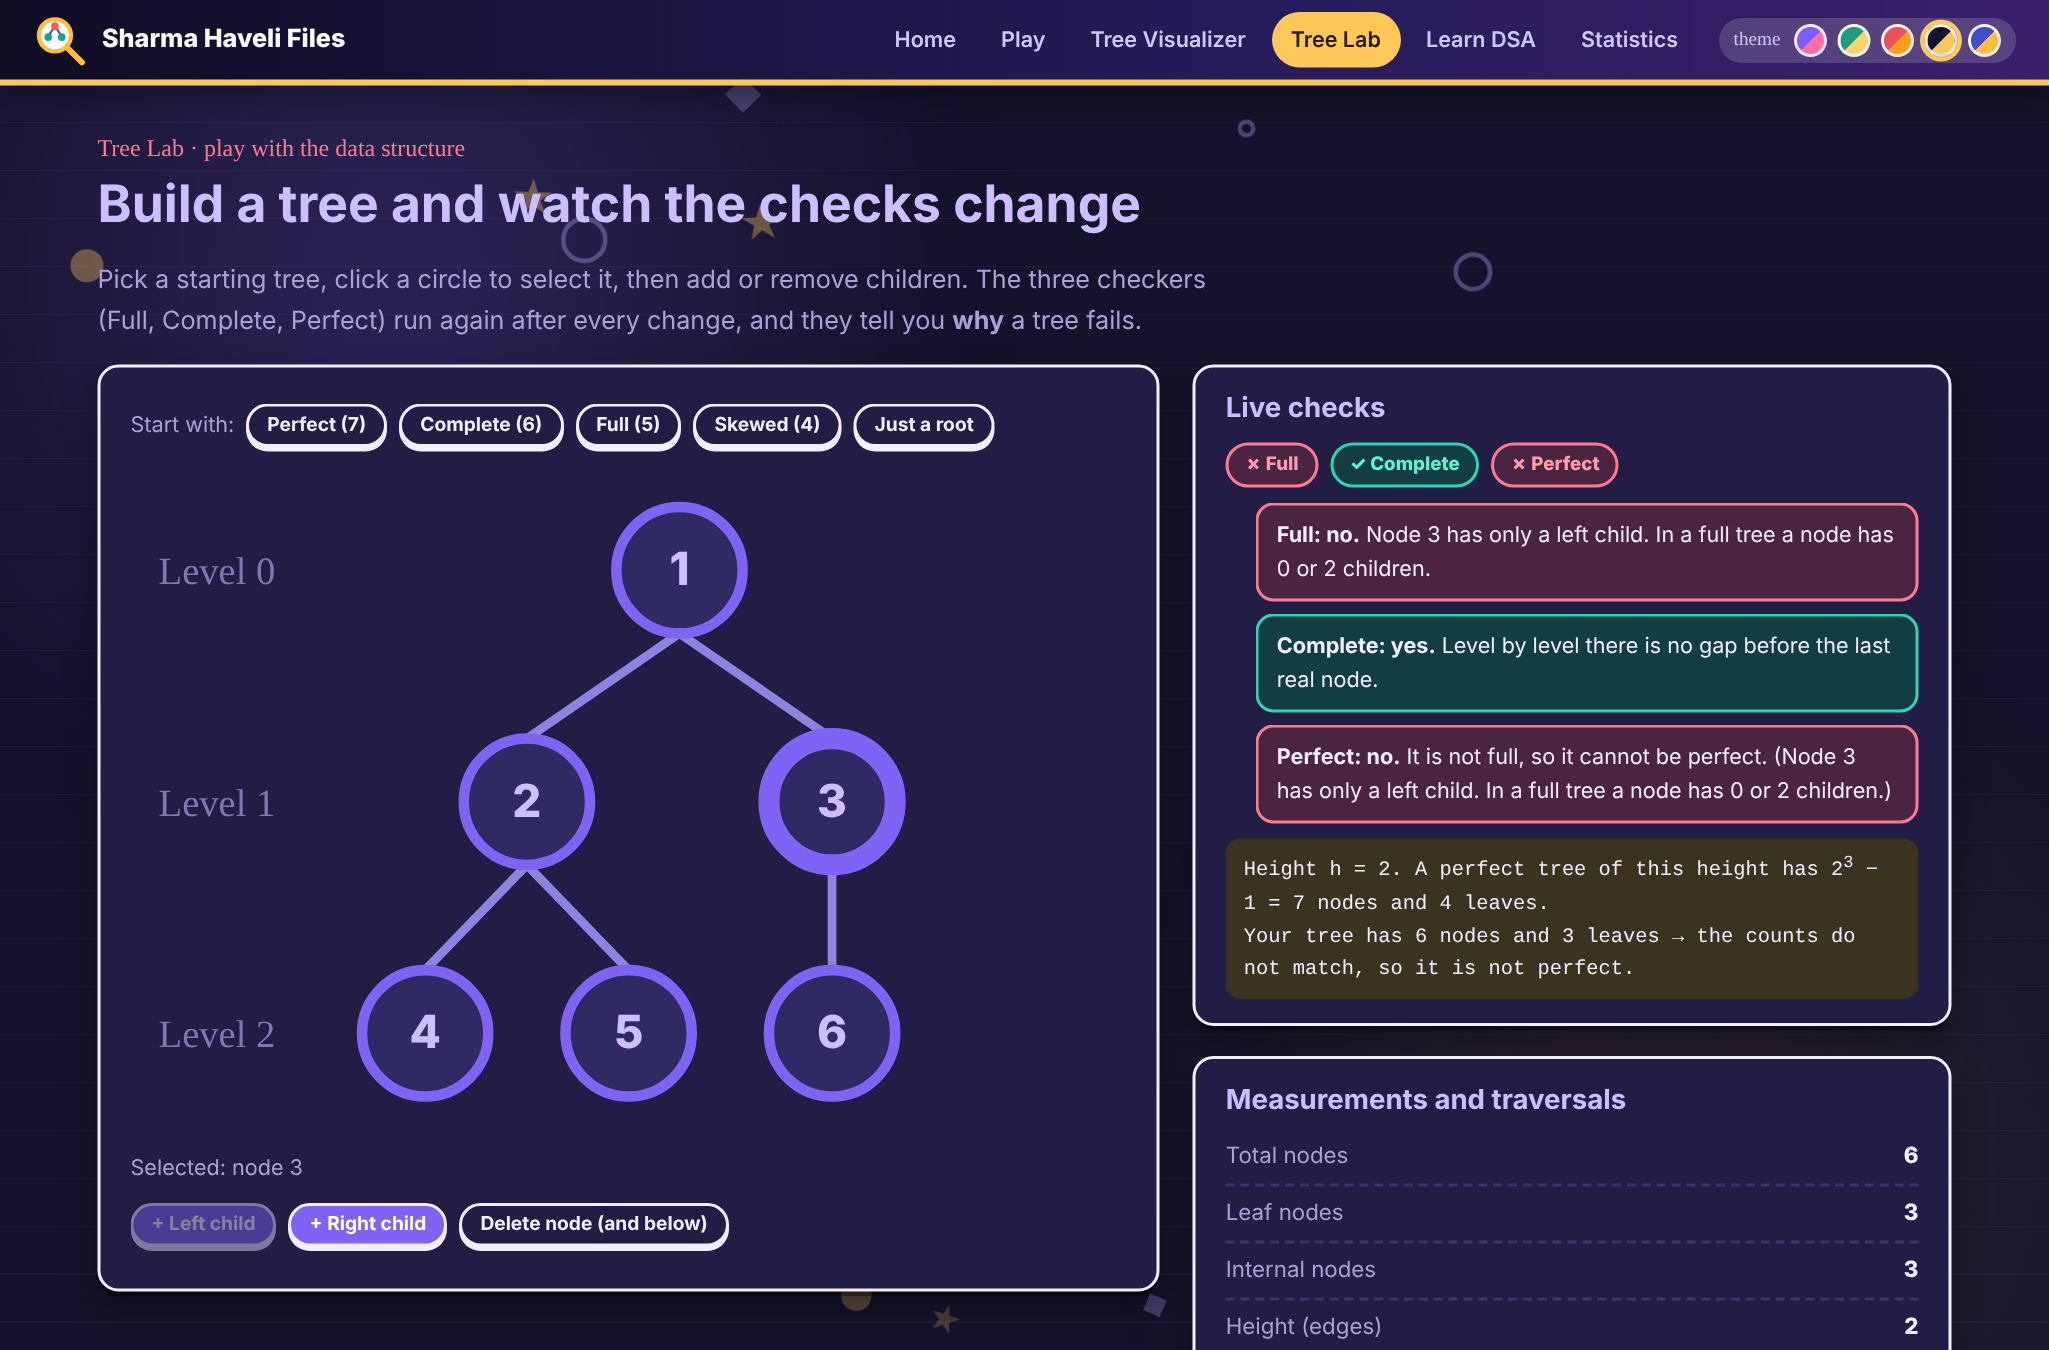 Sharma Haveli Files
Home
Play
Tree Visualizer
Tree Lab
Learn DSA
Statistics
theme
Tree Lab · play with the data structure
Build a tree and watch the checks change
Pick a starting tree, click a circle to select it, then add or remove children. The three checkers
(Full, Complete, Perfect) run again after every change, and they tell you why a tree fails.
Start with:
Perfect (7)
Complete (6)
Full (5)
Skewed (4)
Just a root
Level 0
1
Level 1
2
3
Level 2
4
5
6
Selected: node 3
+ Left child
+ Right child
Delete node (and below)
Live checks
× Full
✓ Complete
× Perfect
Full: no. Node 3 has only a left child. In a full tree a node has
0 or 2 children.
Complete: yes. Level by level there is no gap before the last
real node.
Perfect: no. It is not full, so it cannot be perfect. (Node 3
has only a left child. In a full tree a node has 0 or 2 children.)
Height h = 2. A perfect tree of this height has 2³ −
1 = 7 nodes and 4 leaves.
Your tree has 6 nodes and 3 leaves → the counts do
not match, so it is not perfect.
Measurements and traversals
Total nodes 6
Leaf nodes 3
Internal nodes 3
Height (edges) 2